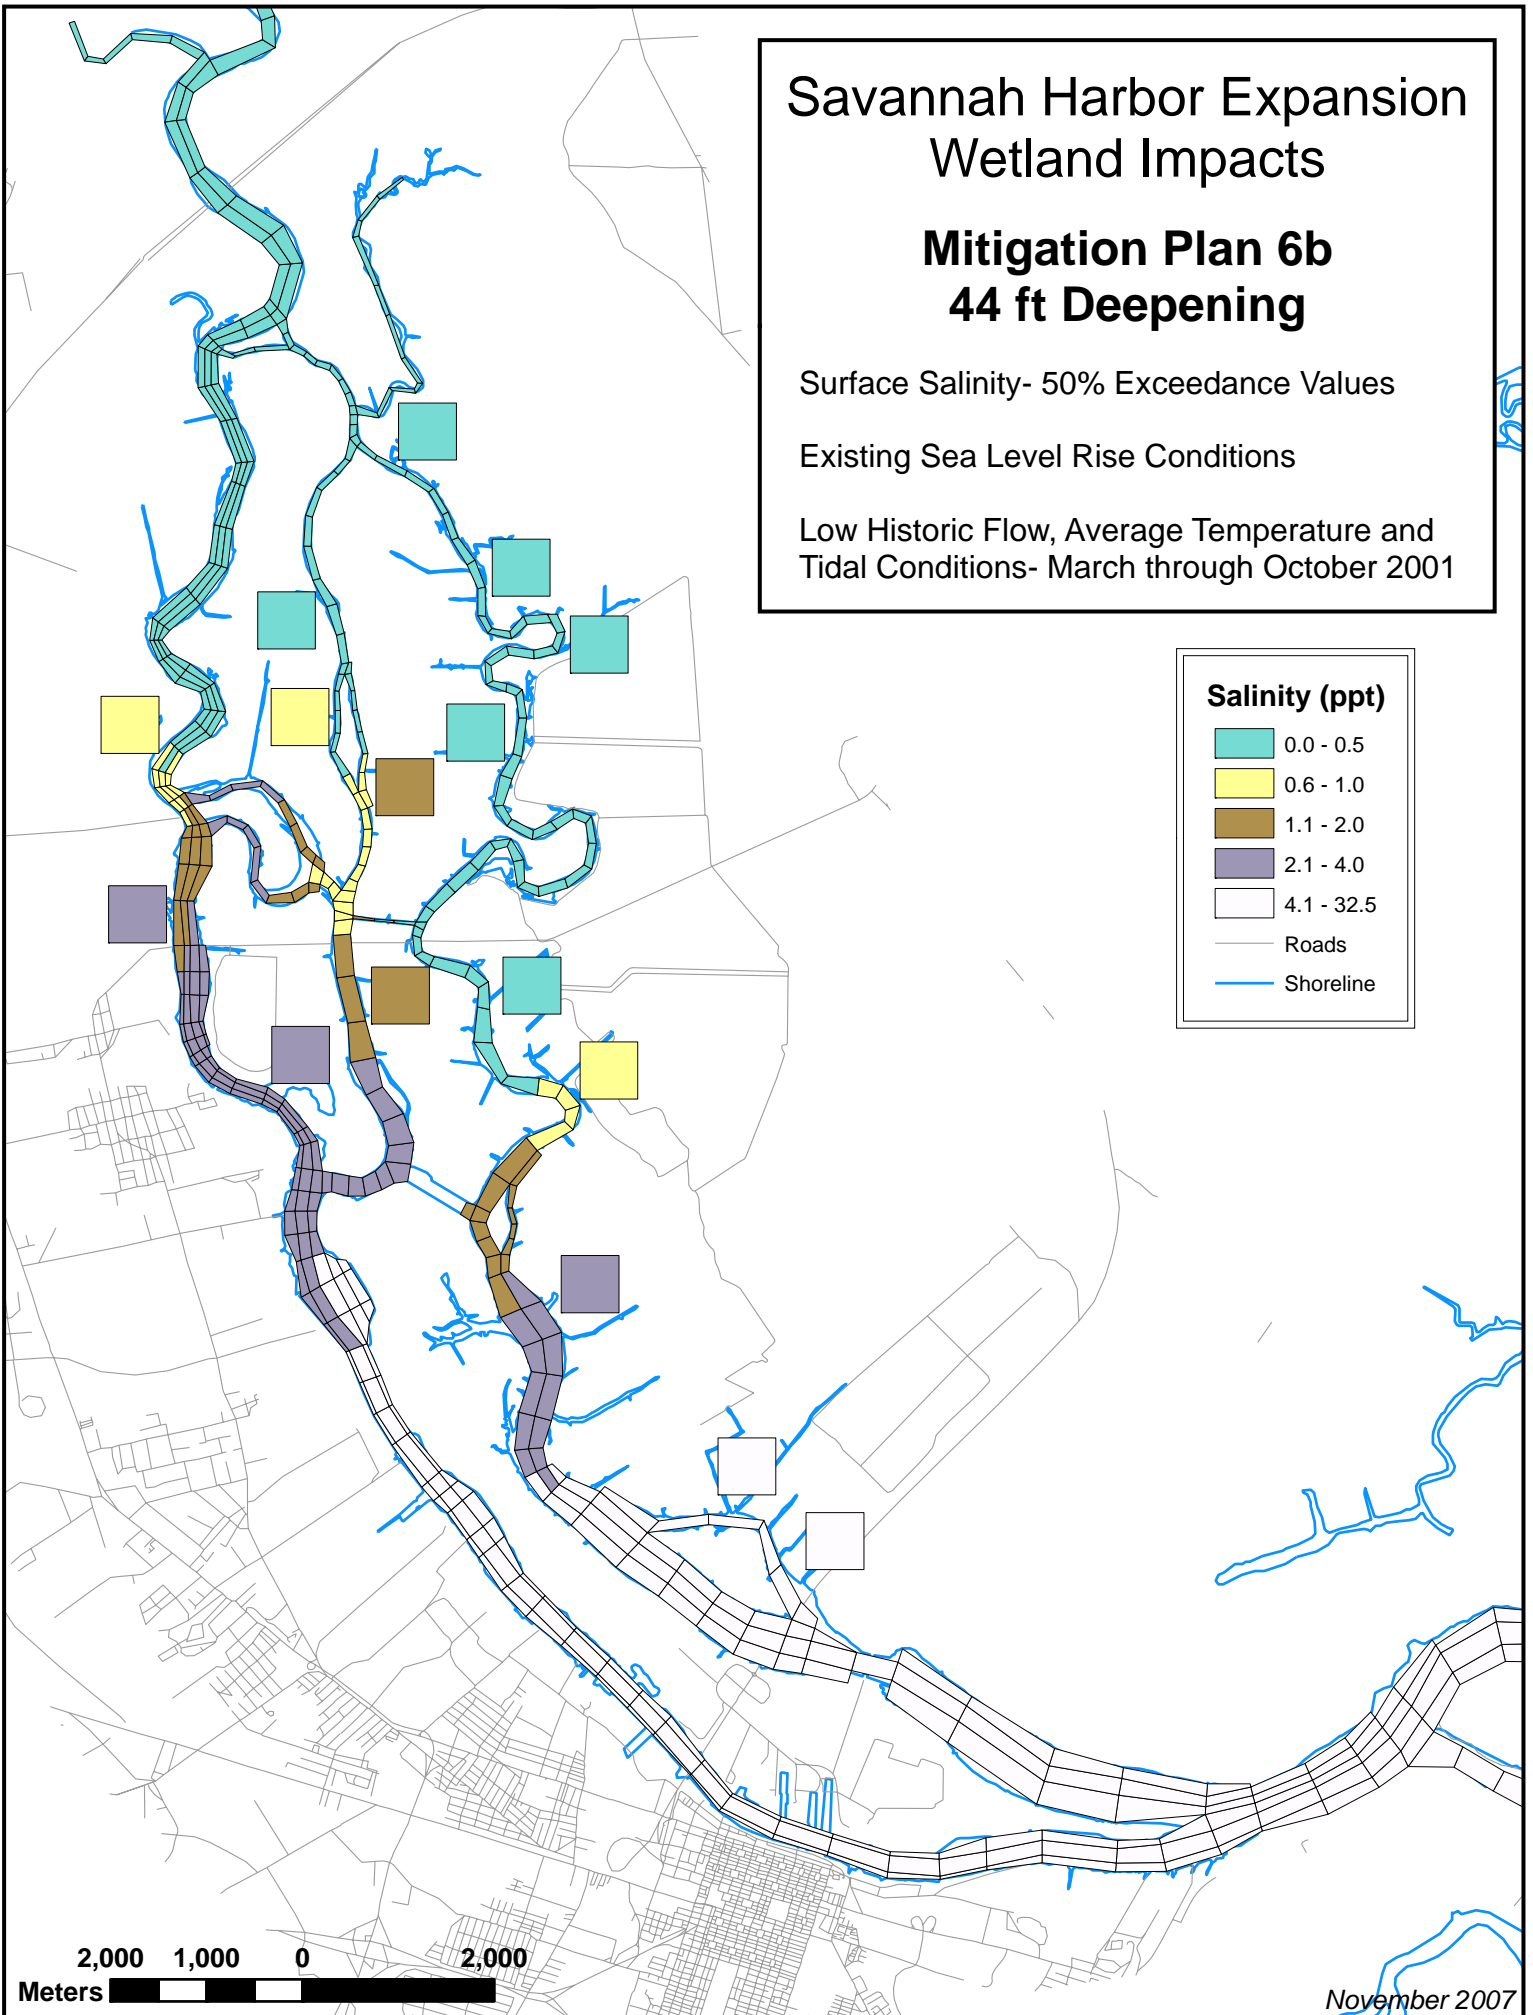 Savannah Harbor Expansion
Wetland Impacts
Mitigation Plan 6b
44 ft Deepening
Surface Salinity- 50% Exceedance Values
Existing Sea Level Rise Conditions
Low Historic Flow, Average Temperature and
Tidal Conditions- March through October 2001
Salinity (ppt)
0.0 - 0.5
0.6 - 1.0
1.1 - 2.0
2.1 - 4.0
4.1 - 32.5
Roads
Shoreline
2,000 1,000 0 2,000
Meters
November 2007